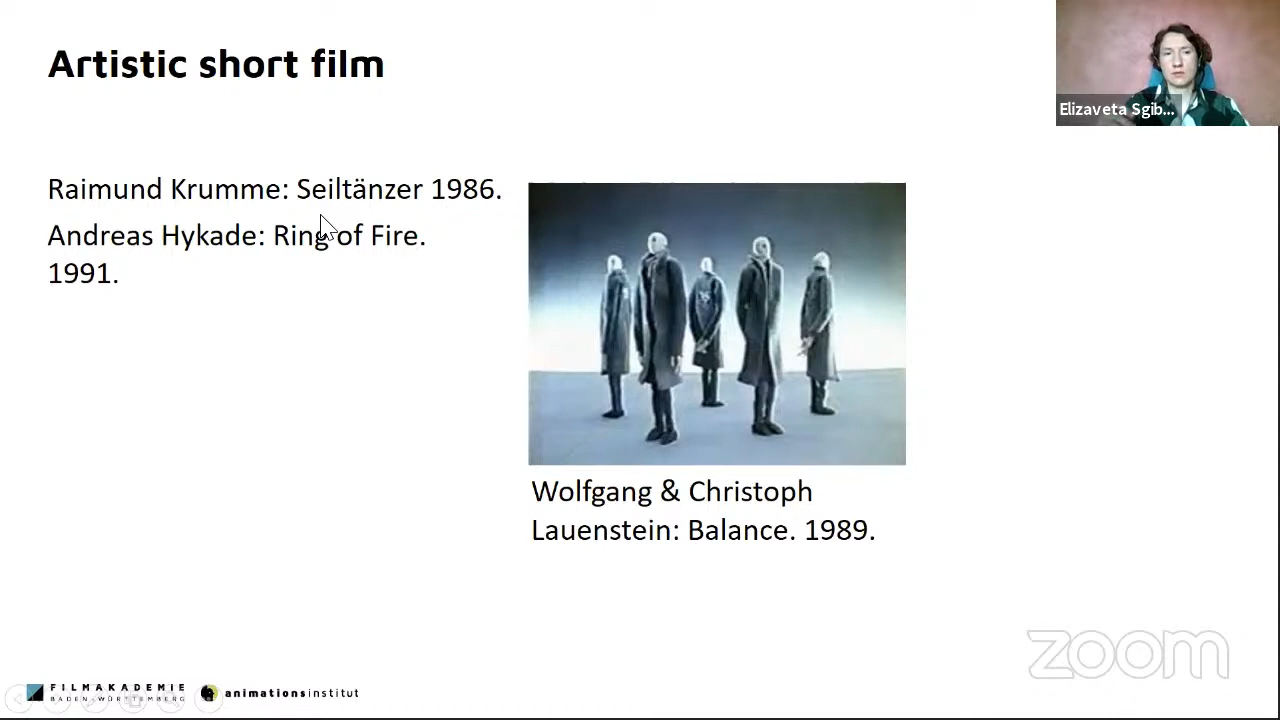 Artistic short film
Elizaveta Sgib...
Raimund Krumme: Seiltänzer 1986.
Andreas Hykade: Ring of Fire.
1991.
Wolfgang & Christoph
Lauenstein: Balance. 1989.
zoom
FILMAKADEMIE
BADEN-WÜRTTEMBERG
animationsinstitut